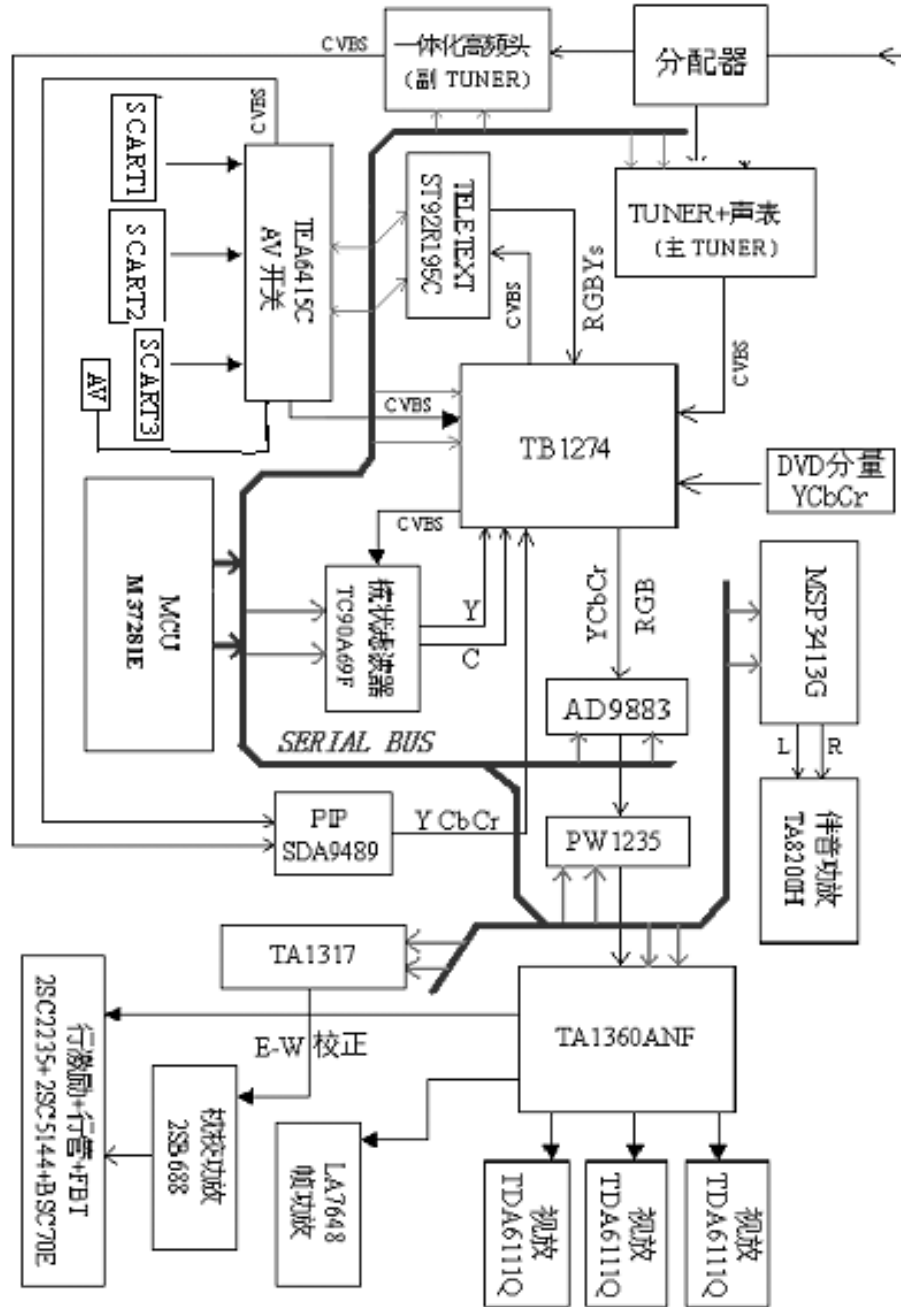 CVBS
一体化高频头
(副 TUNER)
分配器
SCART1
SCART2
SCART3
AV
CVBS
TEA6415C
AV 开关
TELETEXT
ST92R195C
CVBS
RGBYs
TUNER+声表
(主 TUNER)
CVBS
CVBS
TB1274
DVD分量
YCbCr
MCU
M37281E
CVBS
梳状滤波器
TC90A69F
Y
C
YCbCr
RGB
MSP3413G
AD9883
SERIAL BUS
L
R
PIP
SDA9489
Y CbCr
PW1235
伴音功放
TA8200H
TA1317
TA1360ANF
E-W 校正
行激励+行管+FBT
2SC2235+2SC5144+BSC70E
枕校功放
2SB688
LA7648
帧功放
视放
TDA6111Q
视放
TDA6111Q
视放
TDA6111Q